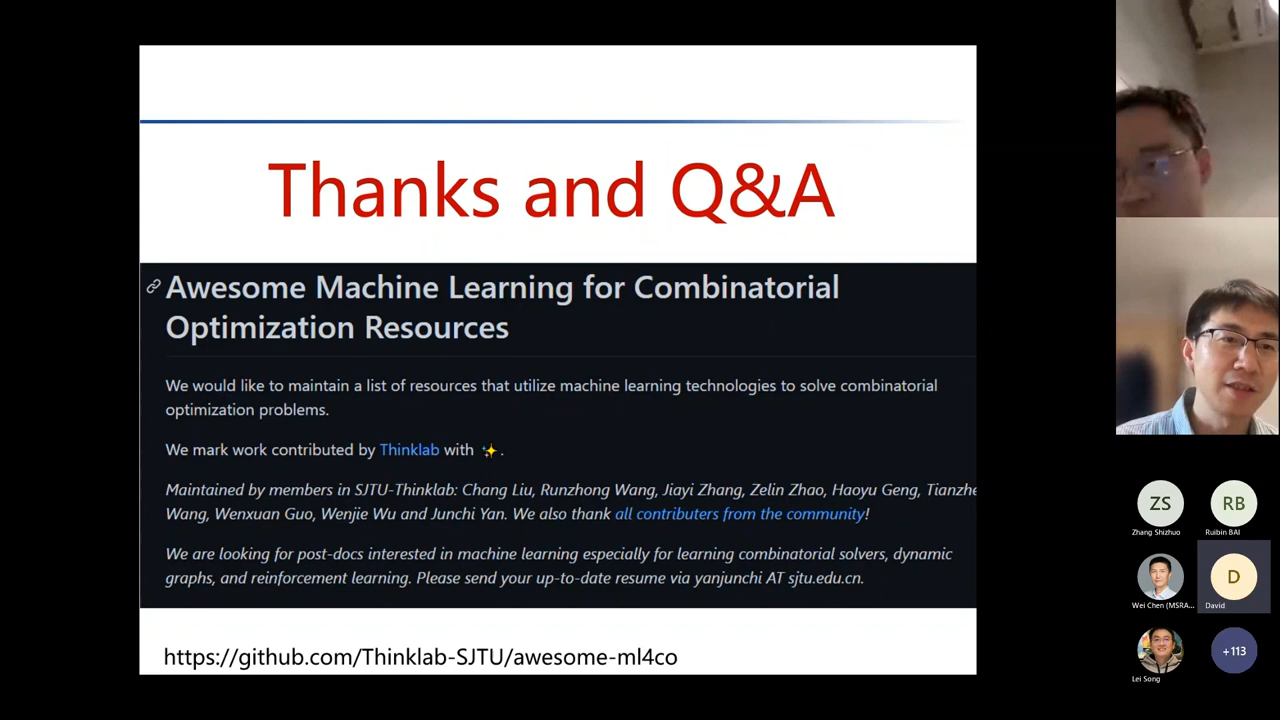 Thanks and Q&A
Awesome Machine Learning for Combinatorial
Optimization Resources
We would like to maintain a list of resources that utilize machine learning technologies to solve combinatorial
optimization problems.
We mark work contributed by Thinklab with ✨.
Maintained by members in SJTU-Thinklab: Chang Liu, Runzhong Wang, Jiayi Zhang, Zelin Zhao, Haoyu Geng, Tianzhe
Wang, Wenxuan Guo, Wenjie Wu and Junchi Yan. We also thank all contributers from the community!
We are looking for post-docs interested in machine learning especially for learning combinatorial solvers, dynamic
graphs, and reinforcement learning. Please send your up-to-date resume via yanjunchi AT sjtu.edu.cn.
https://github.com/Thinklab-SJTU/awesome-ml4co
ZS
RB
Zhang Shizhuo
Ruibin BAI
D
Wei Chen (MSRA...
David
+113
Lei Song